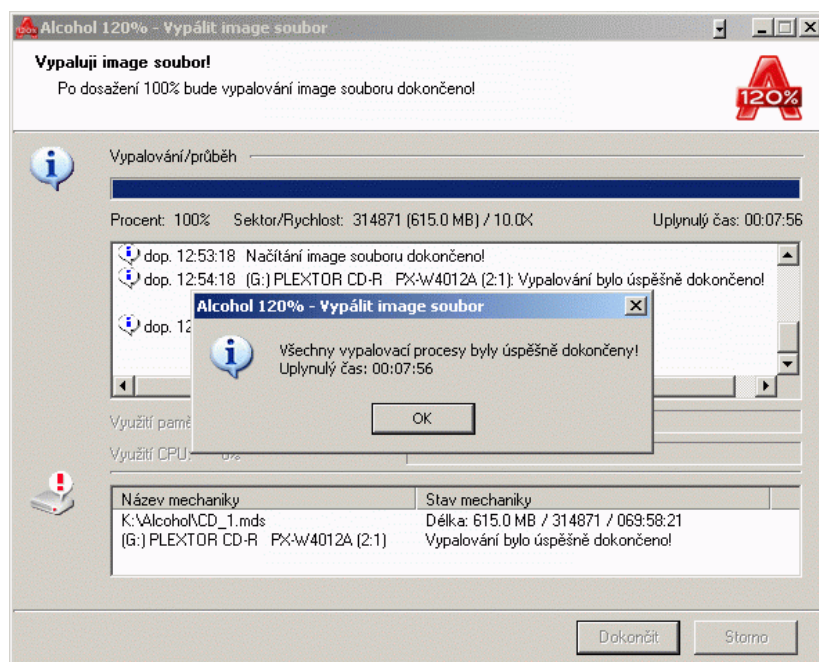 Alcohol 120% - Vypálit image soubor
Vypaluji image soubor!
Po dosažení 100% bude vypalování image souboru dokončeno!
120%
Vypalování/průběh
Procent: 100% Sektor/Rychlost: 314871 (615.0 MB) / 10.0X Uplynulý čas: 00:07:56
dop. 12:53:18 Načítání image souboru dokončeno!
dop. 12:54:18 (G:) PLEXTOR CD-R PX-W4012A (2:1): Vypalování bylo úspěšně dokončeno!
dop. 12
Alcohol 120% - Vypálit image soubor
Všechny vypalovací procesy byly úspěšně dokončeny!
Uplynulý čas: 00:07:56
OK
Využití
Využití CPU:
Název mechaniky Stav mechaniky
K:\Alcohol\CD_1.mds Délka: 615.0 MB / 314871 / 069:58:21
(G:) PLEXTOR CD-R PX-W4012A (2:1) Vypalování bylo úspěšně dokončeno!
Dokončit Storno